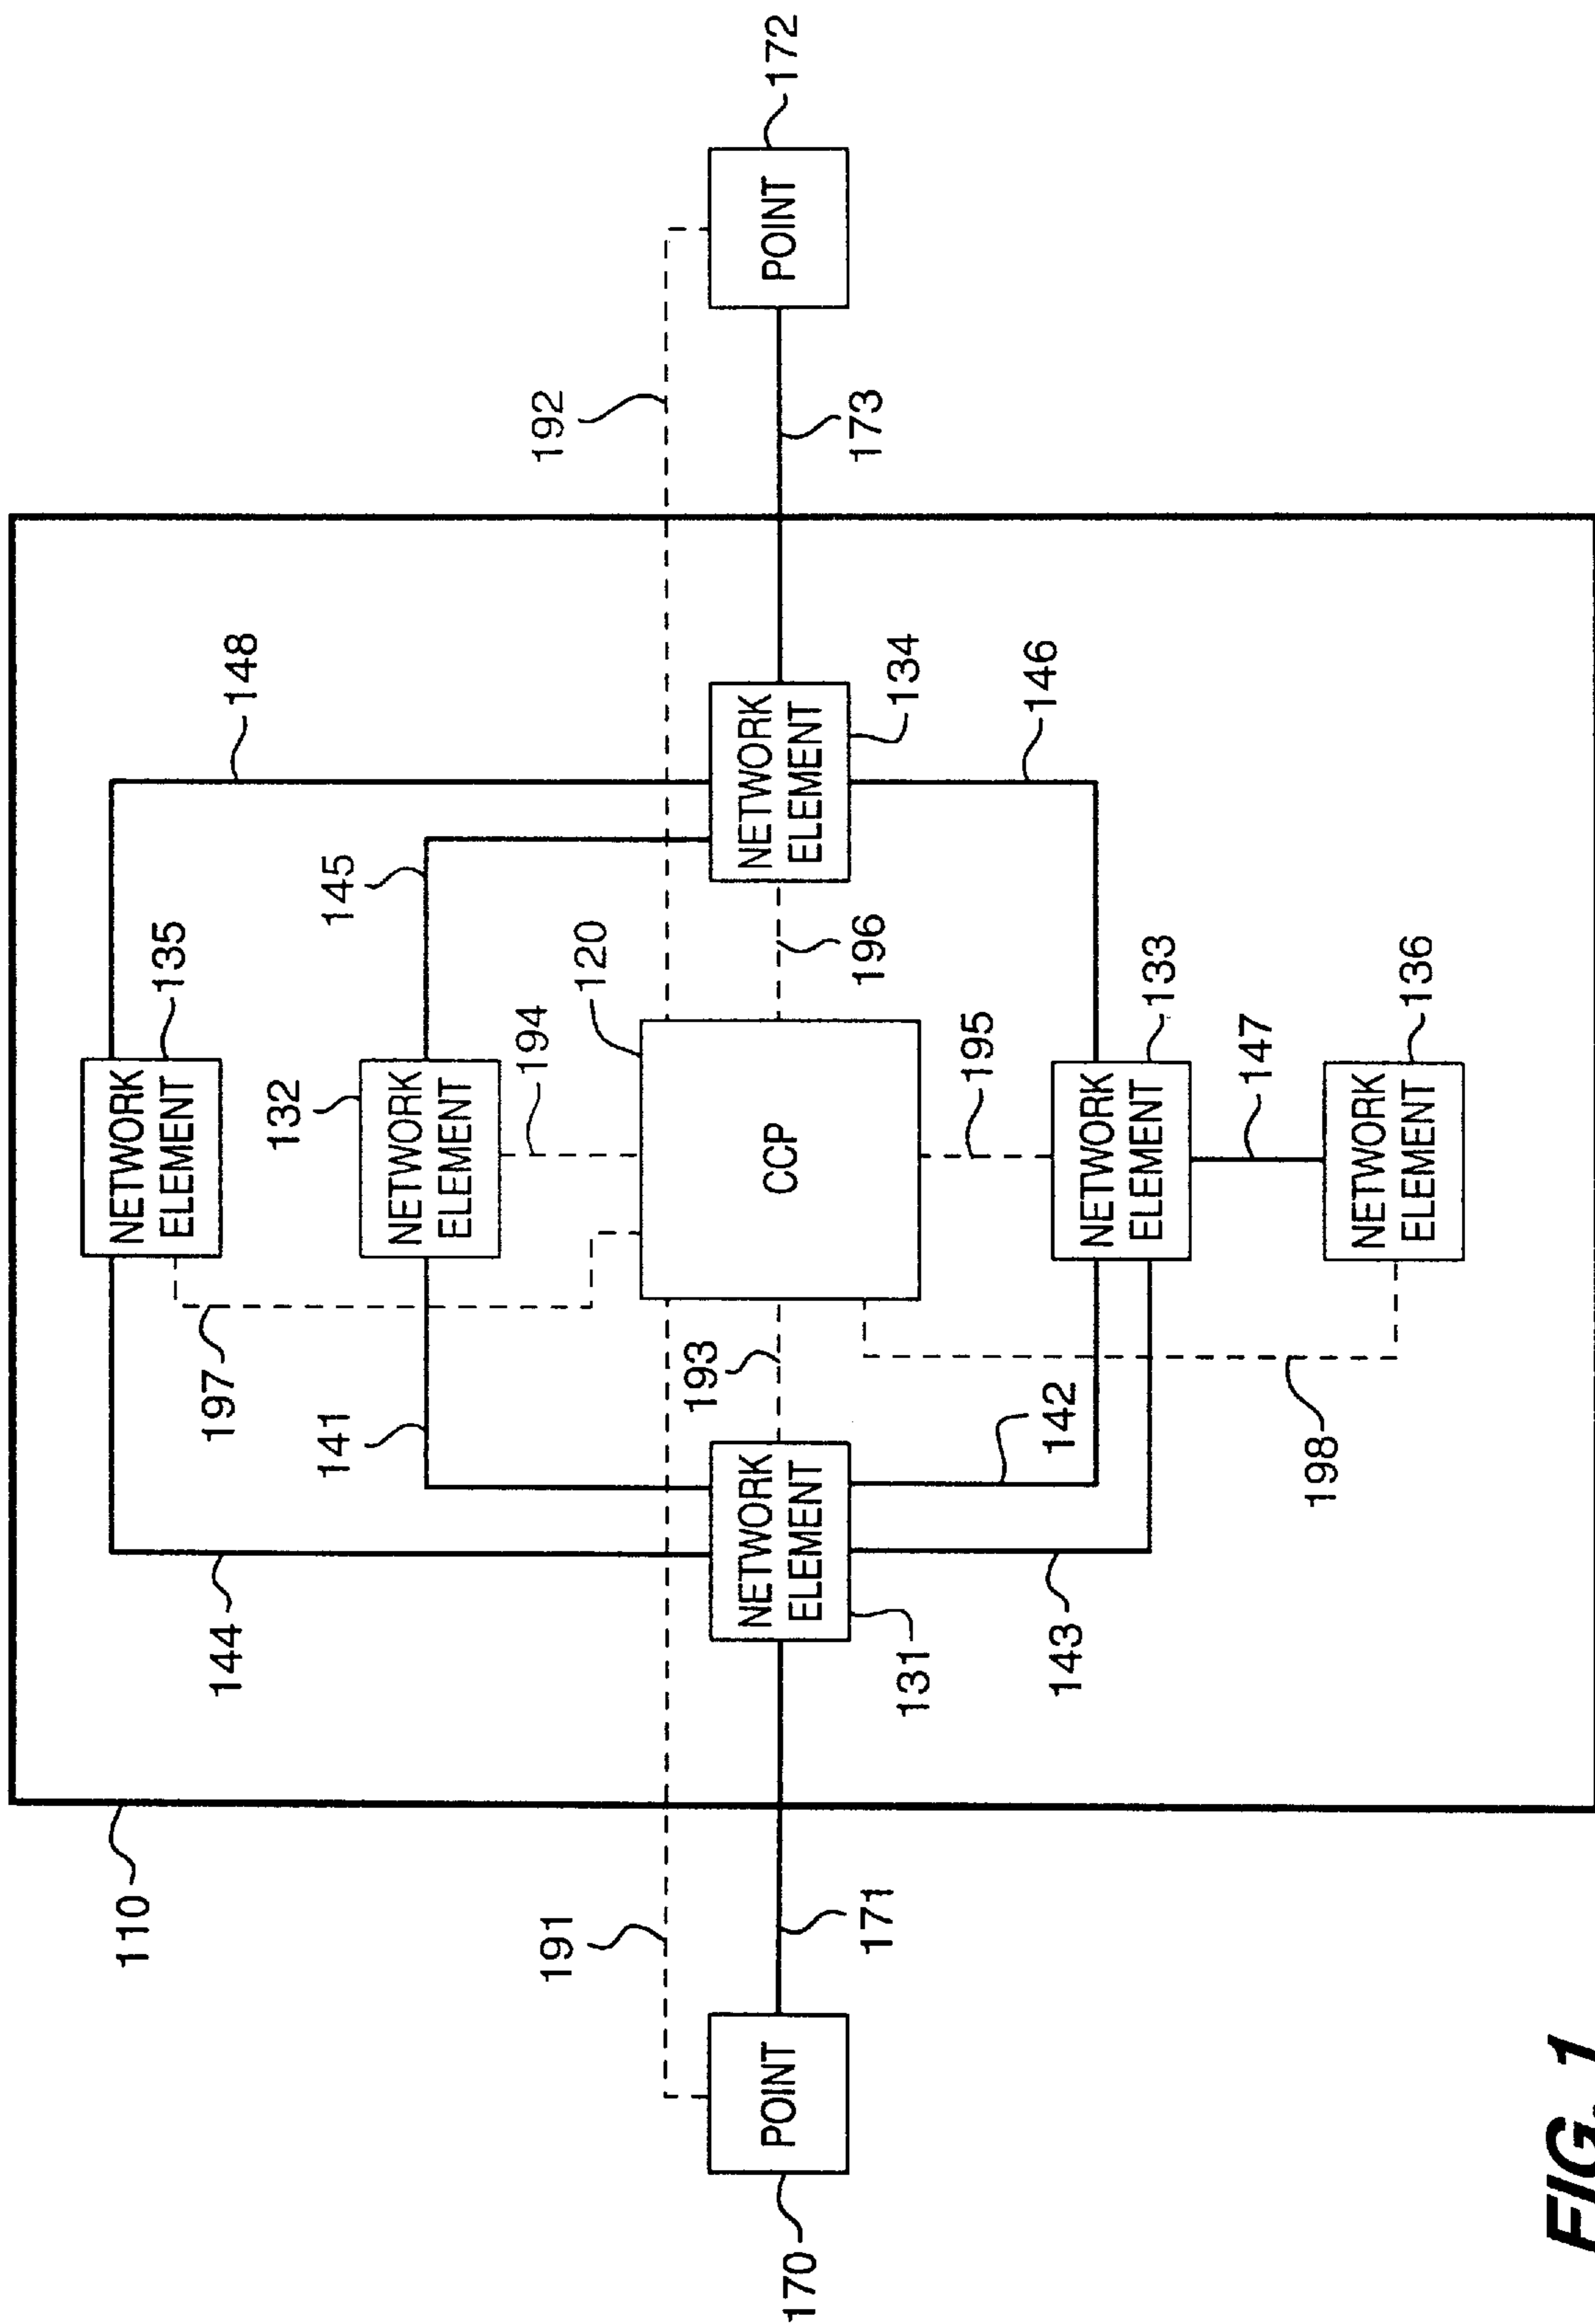 110
144
148
NETWORK
ELEMENT
135
197
141
132
NETWORK
ELEMENT
145
194
120
191
192
170
POINT
171
NETWORK
ELEMENT
131
193
CCP
196
NETWORK
ELEMENT
134
173
POINT
172
142
143
195
146
NETWORK
ELEMENT
133
147
198
NETWORK
ELEMENT
136
FIG. 1